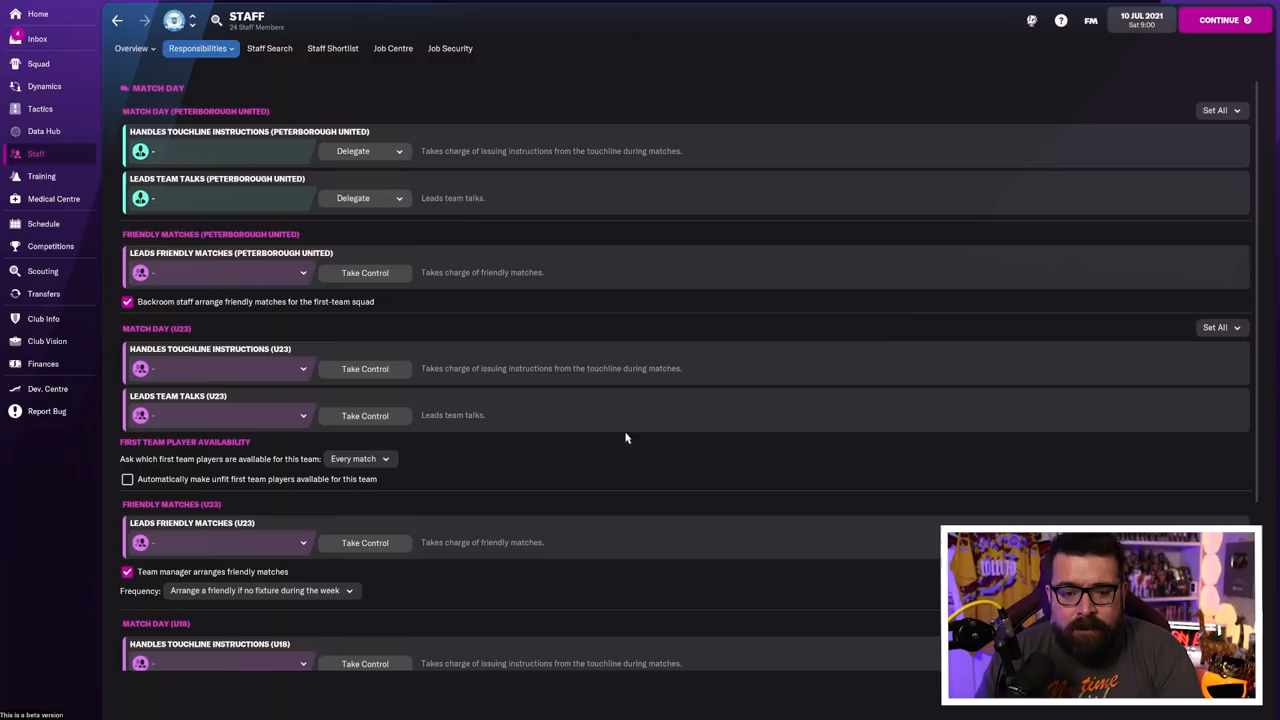 Home
4
Inbox
Squad
Dynamics
Tactics
Data Hub
Staff
Training
Medical Centre
Schedule
Competitions
Scouting
Transfers
Club Info
Club Vision
Finances
Dev. Centre
Report Bug
This is a beta version
STAFF
24 Staff Members
FM
10 JUL 2021
Sat 9:00
CONTINUE
Overview
Responsibilities
Staff Search
Staff Shortlist
Job Centre
Job Security
MATCH DAY
MATCH DAY (PETERBOROUGH UNITED)
Set All
HANDLES TOUCHLINE INSTRUCTIONS (PETERBOROUGH UNITED)
- Delegate Takes charge of issuing instructions from the touchline during matches.
LEADS TEAM TALKS (PETERBOROUGH UNITED)
- Delegate Leads team talks.
FRIENDLY MATCHES (PETERBOROUGH UNITED)
LEADS FRIENDLY MATCHES (PETERBOROUGH UNITED)
- Take Control Takes charge of friendly matches.
Backroom staff arrange friendly matches for the first-team squad
MATCH DAY (U23)
Set All
HANDLES TOUCHLINE INSTRUCTIONS (U23)
- Take Control Takes charge of issuing instructions from the touchline during matches.
LEADS TEAM TALKS (U23)
- Take Control Leads team talks.
FIRST TEAM PLAYER AVAILABILITY
Ask which first team players are available for this team: Every match
Automatically make unfit first team players available for this team
FRIENDLY MATCHES (U23)
LEADS FRIENDLY MATCHES (U23)
- Take Control Takes charge of friendly matches.
Team manager arranges friendly matches
Frequency: Arrange a friendly if no fixture during the week
MATCH DAY (U18)
HANDLES TOUCHLINE INSTRUCTIONS (U18)
- Take Control Takes charge of issuing instructions from the touchline during matches.